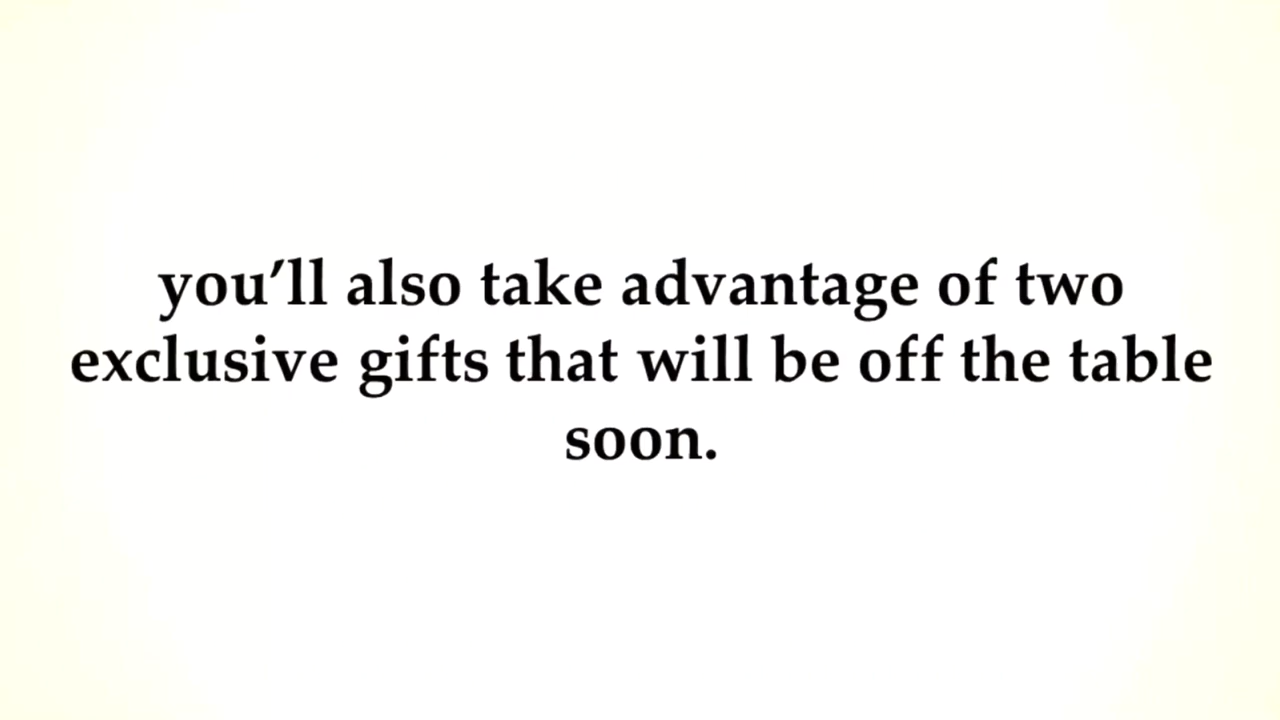 you’ll also take advantage of two
exclusive gifts that will be off the table
soon.